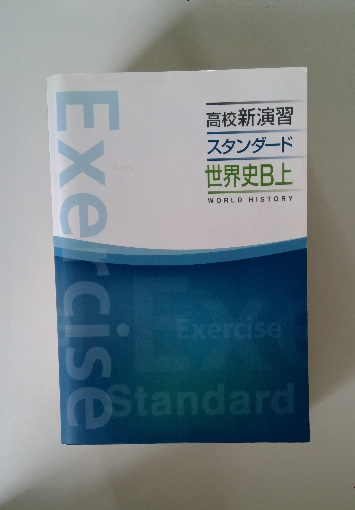 高校新演習
スタンダード
世界史B上
WORLD HISTORY
Exercise
Exercise
Exe
Standard